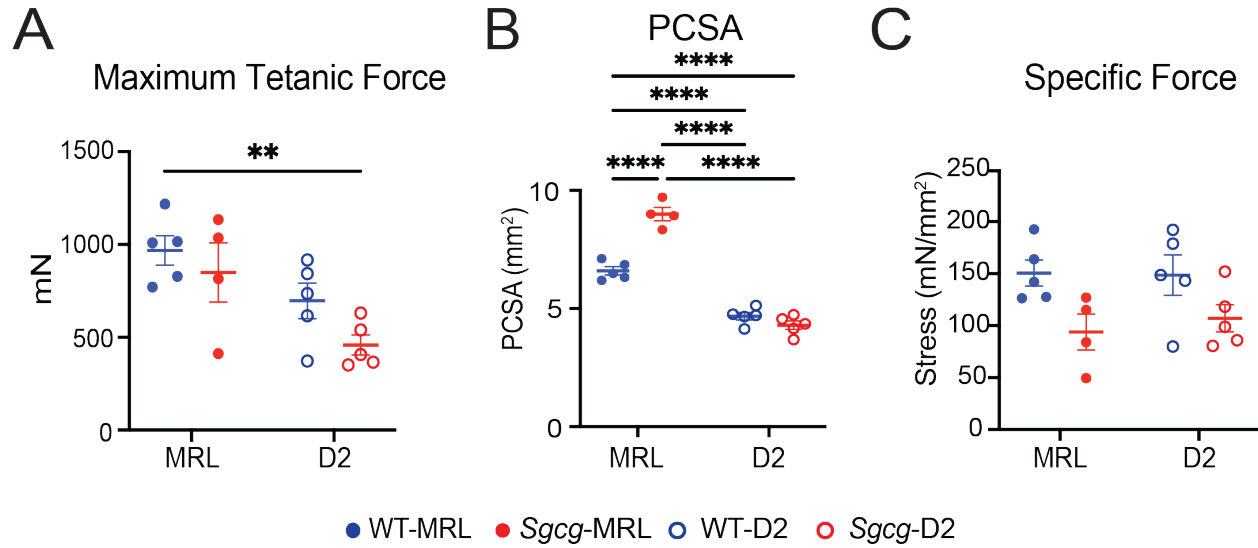 A
Maximum Tetanic Force
**
1500
1000
500
0
mN
MRL
D2
B
PCSA
****
****
****
****
****
10
5
0
PCSA (mm²)
MRL
D2
C
Specific Force
250
200
150
100
50
0
Stress (mN/mm²)
MRL
D2
WT-MRL
Sgcg-MRL
WT-D2
Sgcg-D2